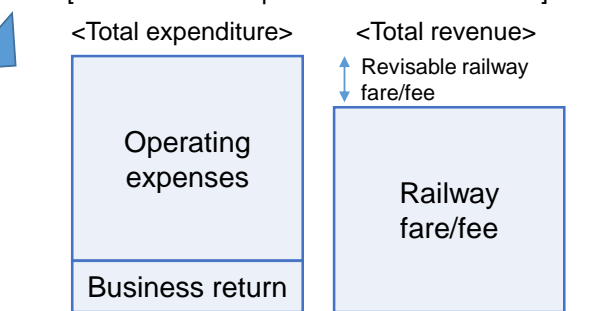 <Total expenditure>
<Total revenue>
Revisable railway
fare/fee
Operating
expenses
Railway
fare/fee
Business return